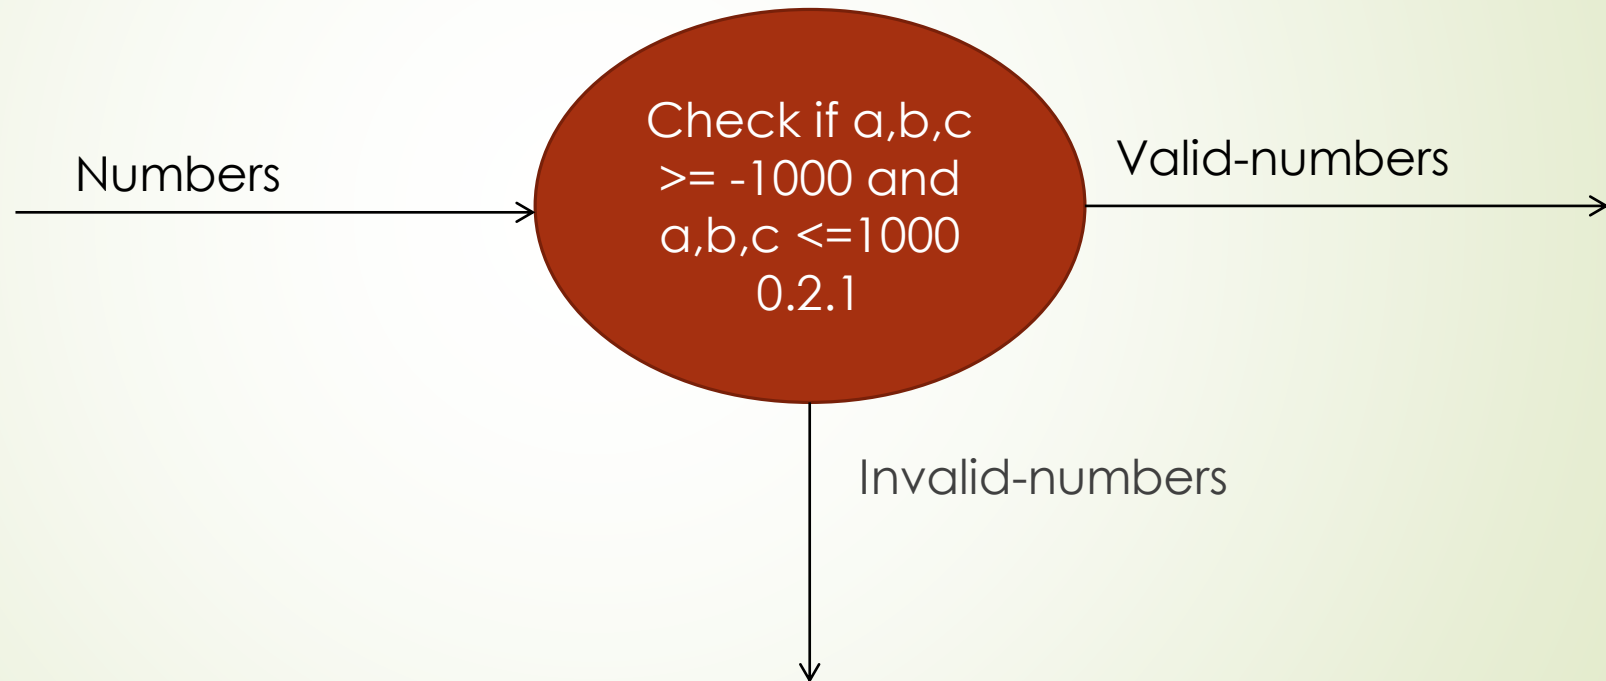 Numbers
Check if a,b,c
>= -1000 and
a,b,c <=1000
0.2.1
Valid-numbers
Invalid-numbers